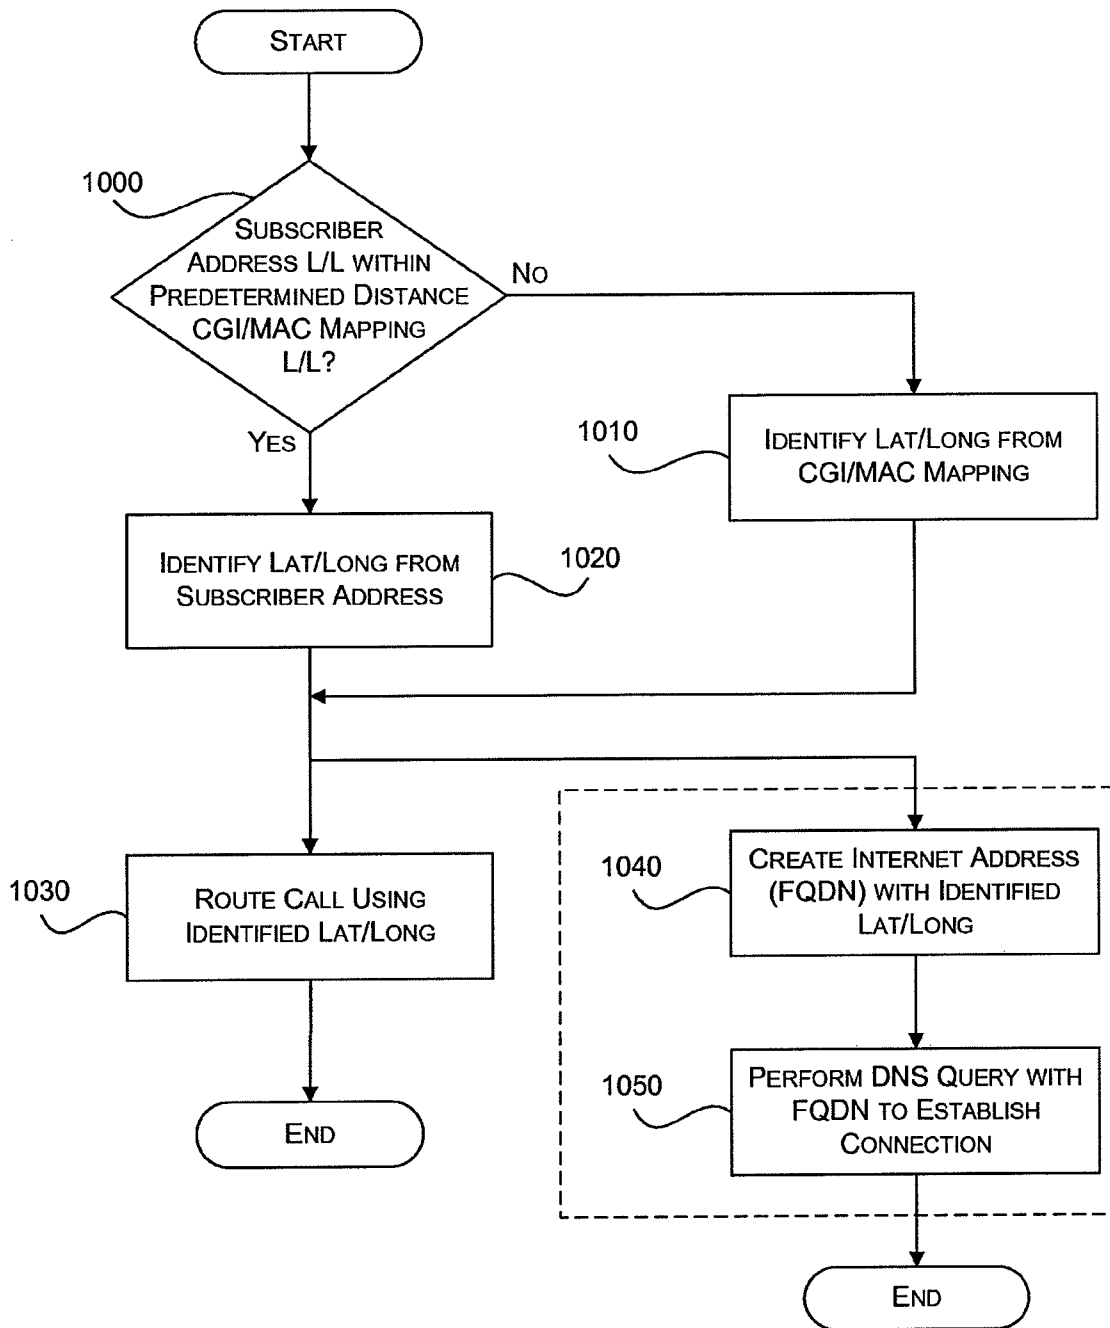 START
1000
SUBSCRIBER
ADDRESS L/L WITHIN
PREDETERMINED DISTANCE
CGI/MAC MAPPING
L/L?
NO
YES
1010
IDENTIFY LAT/LONG FROM
CGI/MAC MAPPING
IDENTIFY LAT/LONG FROM
SUBSCRIBER ADDRESS
1020
1030
ROUTE CALL USING
IDENTIFIED LAT/LONG
END
1040
CREATE INTERNET ADDRESS
(FQDN) WITH IDENTIFIED
LAT/LONG
1050
PERFORM DNS QUERY WITH
FQDN TO ESTABLISH
CONNECTION
END